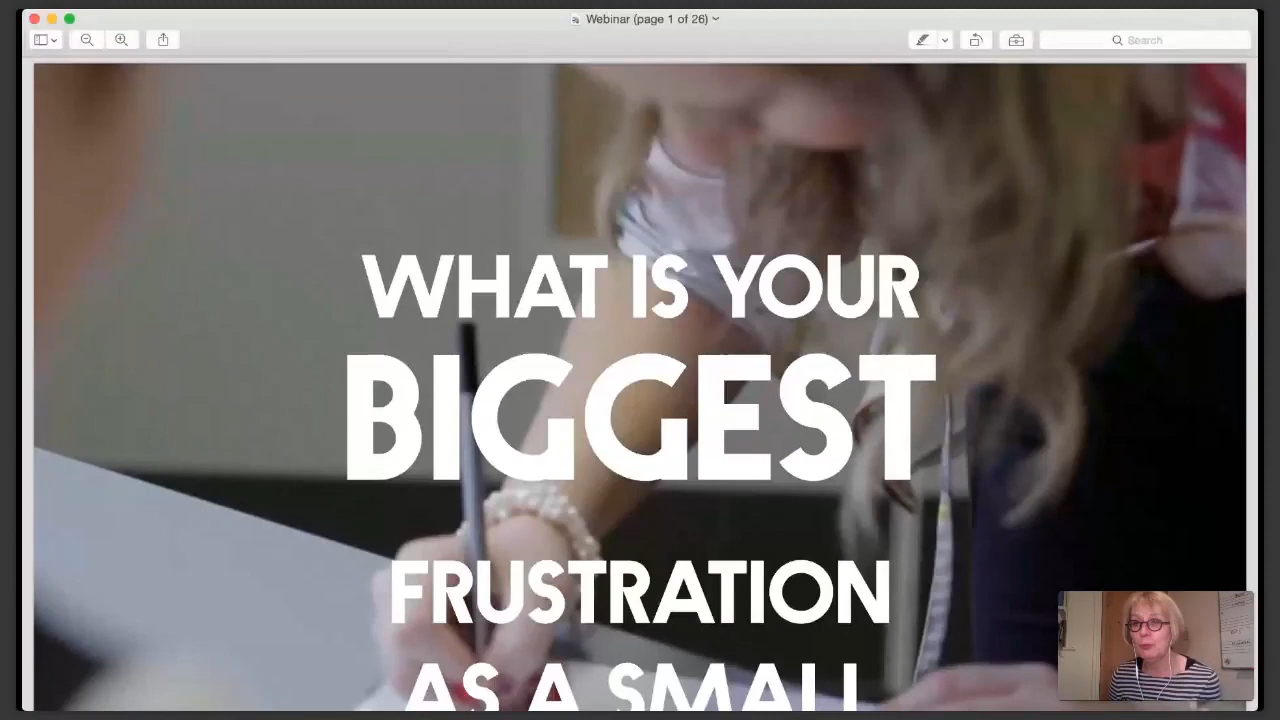 Webinar (page 1 of 26)
Search
WHAT IS YOUR
BIGGEST
FRUSTRATION
AS A SMALL